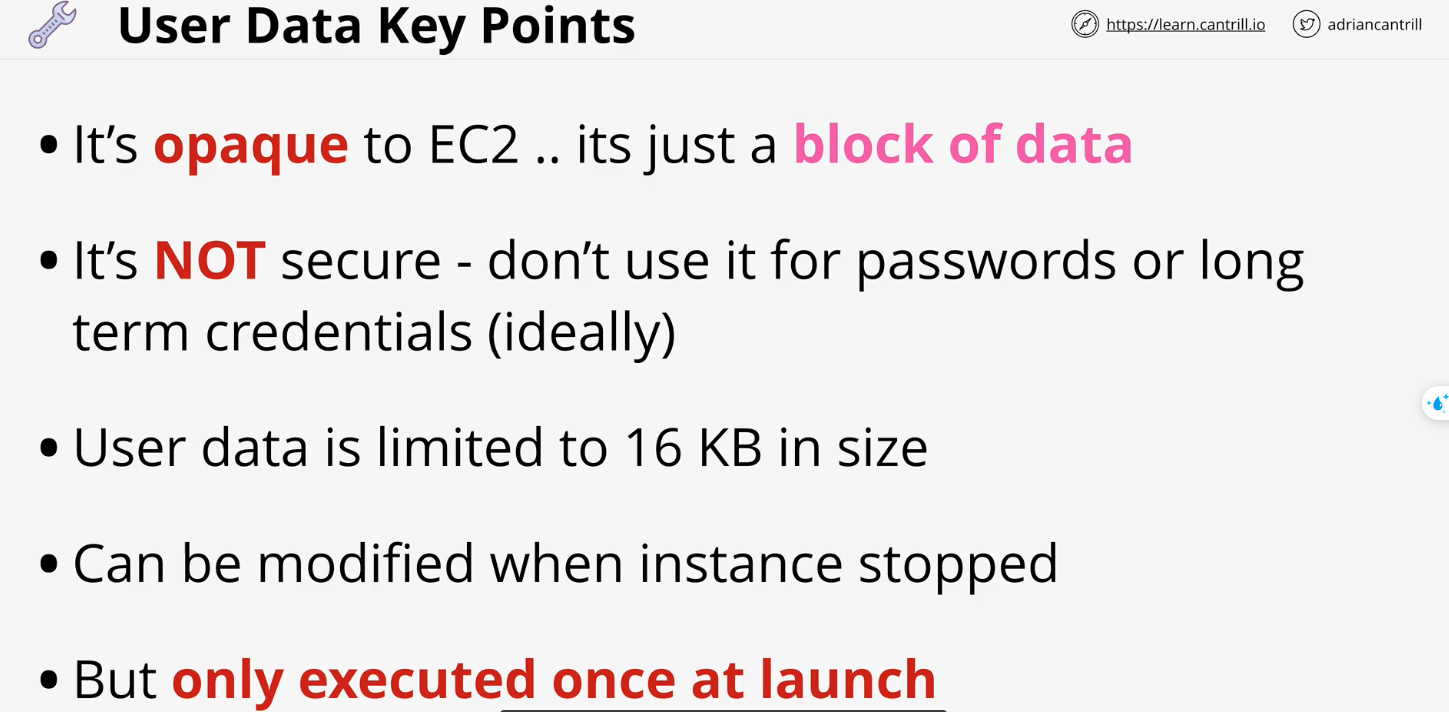 User Data Key Points
https://learn.cantrill.io
adriancantrill
• It’s opaque to EC2 .. its just a block of data
• It’s NOT secure - don’t use it for passwords or long
term credentials (ideally)
• User data is limited to 16 KB in size
• Can be modified when instance stopped
• But only executed once at launch